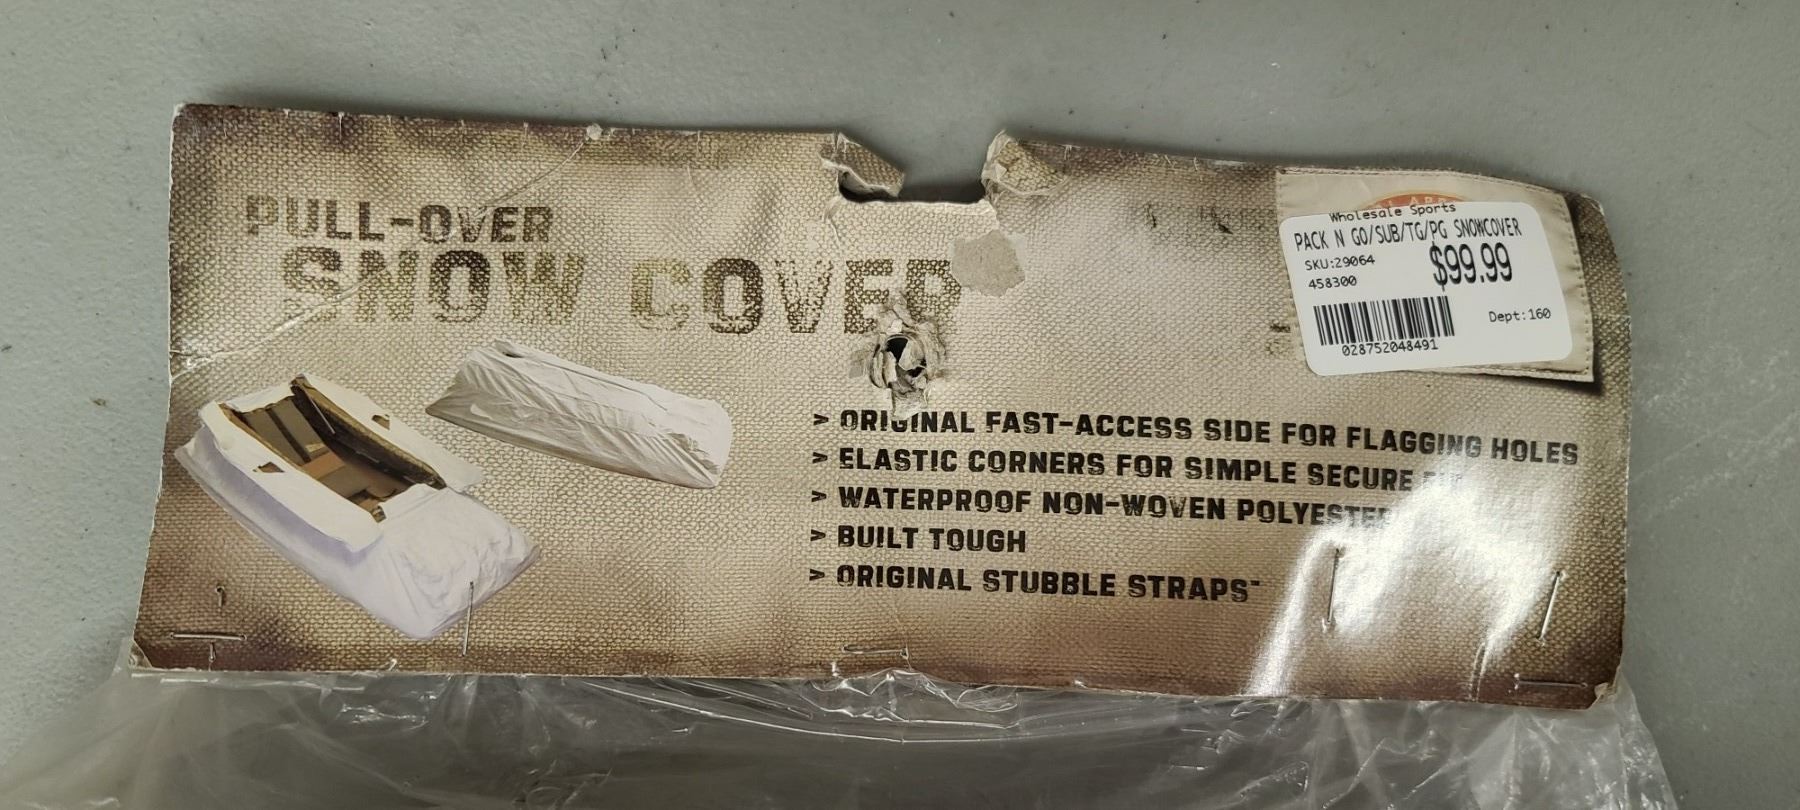 PULL-OVER
SNOW COVER
Wholesale Sports
PACK N GO/SUB/TG/PG SNOWCOVER
SKU:29064
$99.99
458300
Dept:160
028752048491
> ORIGINAL FAST-ACCESS SIDE FOR FLAGGING HOLES
> ELASTIC CORNERS FOR SIMPLE SECURE
> WATERPROOF NON-WOVEN POLYESTER
> BUILT TOUGH
> ORIGINAL STUBBLE STRAPS™